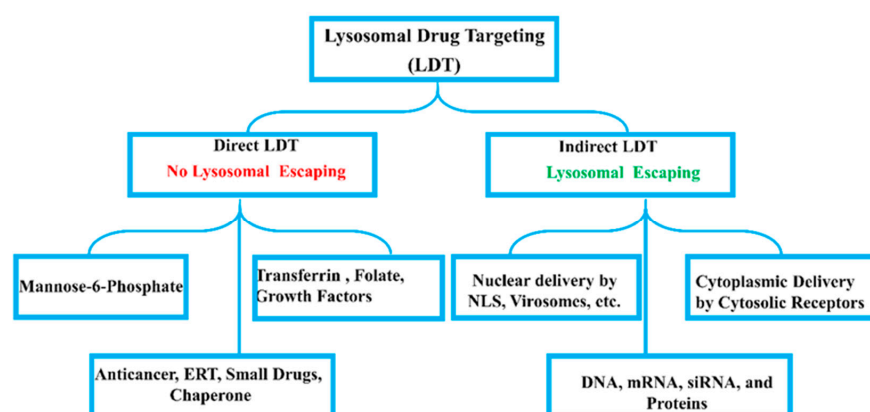 Lysosomal Drug Targeting
(LDT)
Direct LDT
No Lysosomal Escaping
Indirect LDT
Lysosomal Escaping
Mannose-6-Phosphate
Transferrin , Folate,
Growth Factors
Nuclear delivery by
NLS, Virosomes, etc.
Cytoplasmic Delivery
by Cytosolic Receptors
Anticancer, ERT, Small Drugs,
Chaperone
DNA, mRNA, siRNA, and
Proteins